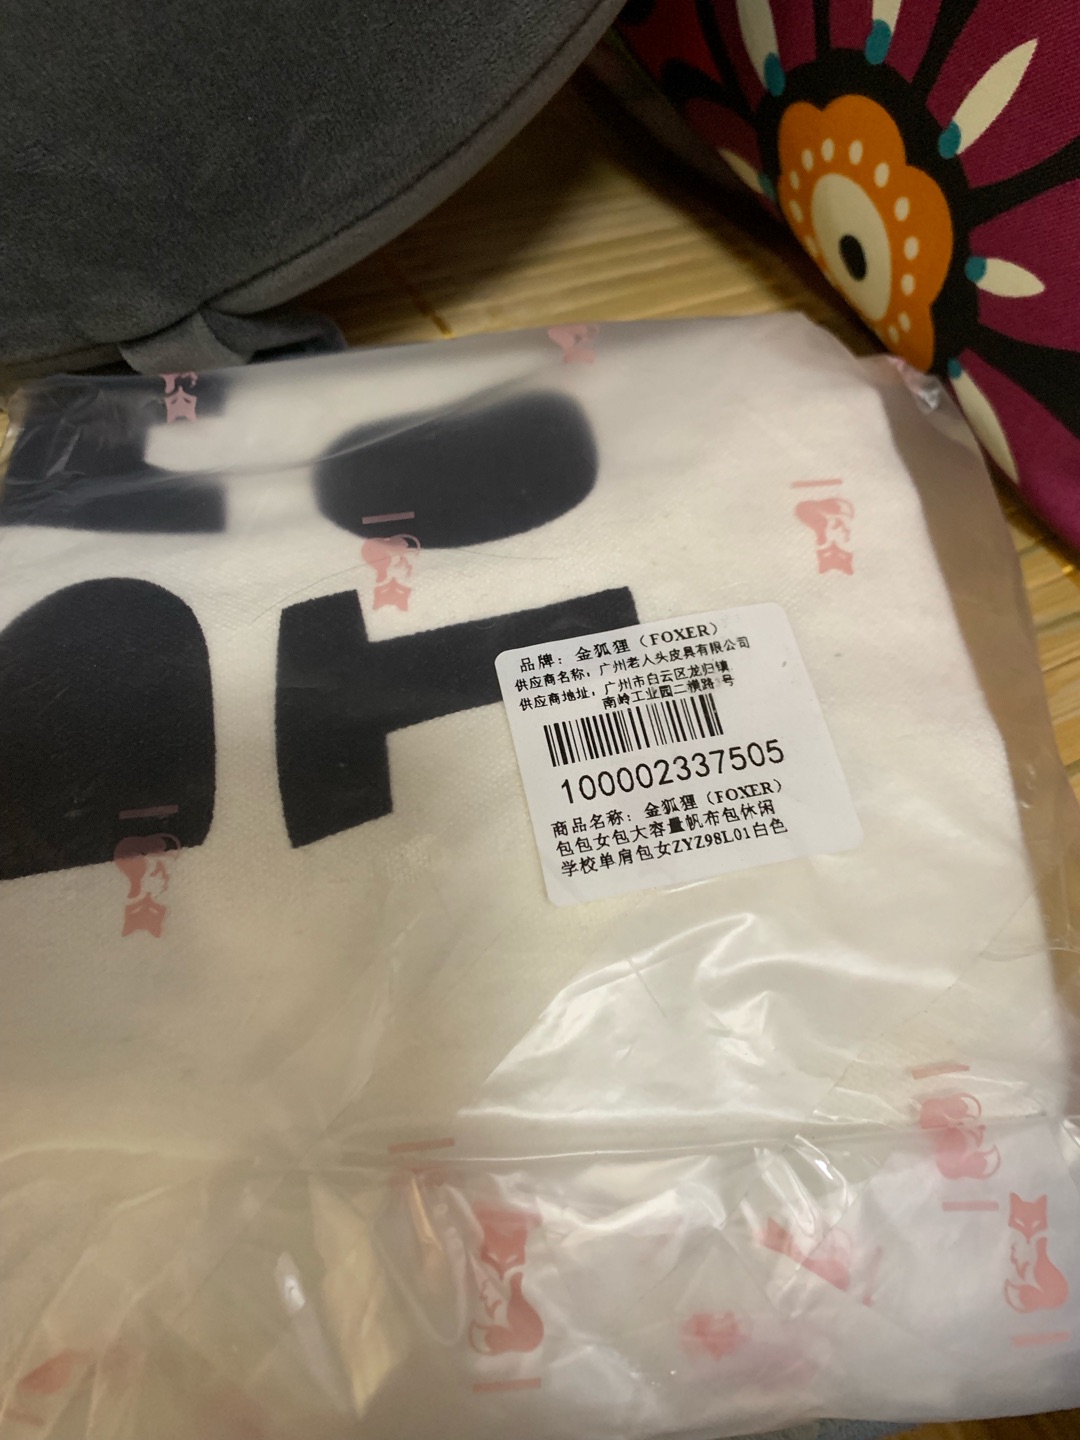 品牌：金狐狸（FOXER）
供应商名称，广州老人头皮具有限公司
供应商地址，广州市白云区龙归镇
南岭工业园二横路3号
100002337505
商品名称：金狐狸（FOXER）
包包女包大容量帆布包休闲
学校单肩包女ZYZ98L01白色